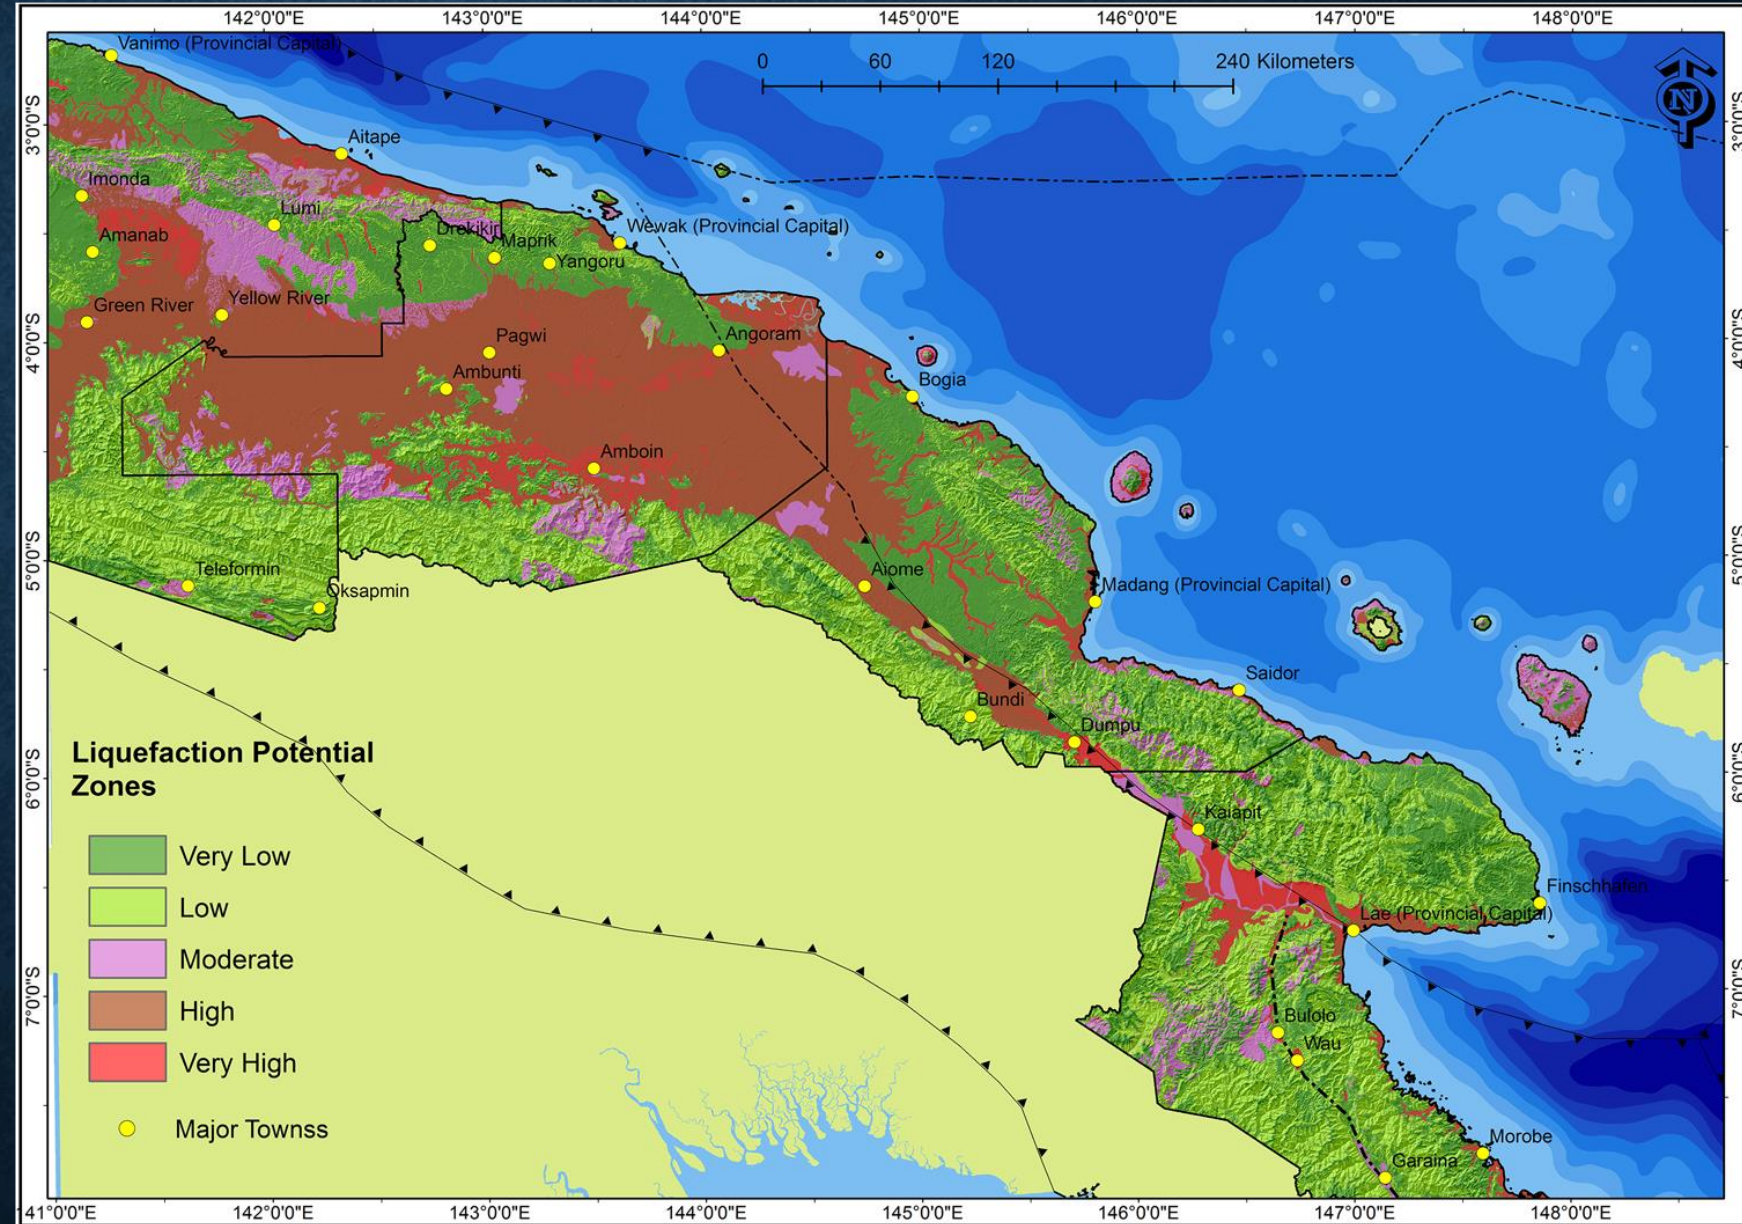 142°0'0"E 143°0'0"E 144°0'0"E 145°0'0"E 146°0'0"E 147°0'0"E 148°0'0"E
Vanimo (Provincial Capital)
0 60 120 240 Kilometers
N
3°0'0"S 3°0'0"S
Aitape
Imonda
Lumi
Amanab
Drekikir
Maprik
Wewak (Provincial Capital)
Yangoru
Green River
Yellow River
4°0'0"S 4°0'0"S
Pagwi
Angoram
Ambunti
Bogia
Amboin
5°0'0"S 5°0'0"S
Teleformin
Oksapmin
Aiome
Madang (Provincial Capital)
Saidor
Bundi
Dumpu
Liquefaction Potential
Zones
6°0'0"S 6°0'0"S
Kaiapit
Very Low
Low
Finschhafen
Lae (Provincial Capital)
Moderate
7°0'0"S 7°0'0"S
High
Bulolo
Wau
Very High
Major Townss
Morobe
Garaina
141°0'0"E 142°0'0"E 143°0'0"E 144°0'0"E 145°0'0"E 146°0'0"E 147°0'0"E 148°0'0"E